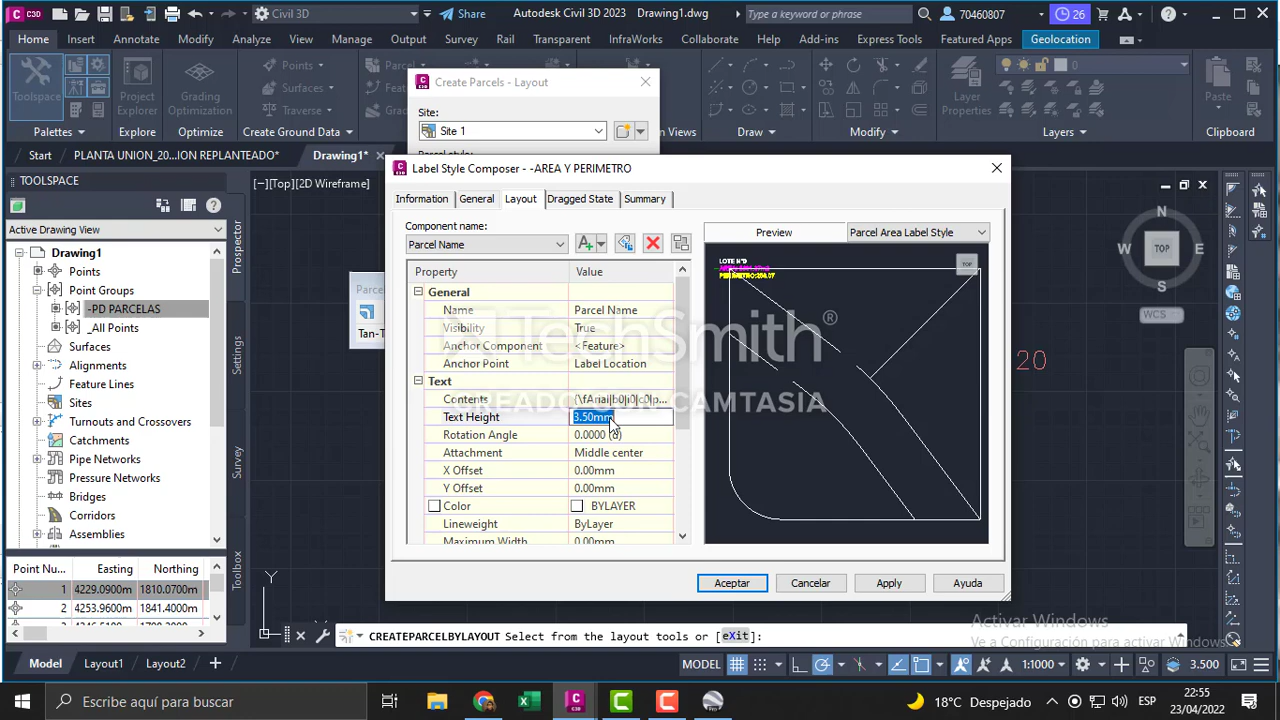 Civil 3D
Share
Autodesk Civil 3D 2023
Drawing1.dwg
Type a keyword or phrase
70460807
26
Home
Insert
Annotate
Modify
Analyze
View
Manage
Output
Survey
Rail
Transparent
InfraWorks
Collaborate
Help
Add-ins
Express Tools
Featured Apps
Geolocation
Toolspace
Project
Explorer
Grading
Optimization
Points
Surfaces
Traverse
Parcel
Layer
Properties
0
Paste
Palettes
Explore
Optimize
Create Ground Data
Draw
Modify
Layers
Clipboard
Start
PLANTA UNION_20...ION REPLANTEADO*
Drawing1*
Create Parcels - Layout
Site:
Site 1
TOOLSPACE
Active Drawing View
Drawing1
Points
Point Groups
-PD PARCELAS
_All Points
Surfaces
Alignments
Feature Lines
Sites
Turnouts and Crossovers
Catchments
Pipe Networks
Pressure Networks
Bridges
Corridors
Assemblies
Prospector
Settings
Survey
Toolbox
Point Nu...
Easting
Northing
1
4229.0900m
1810.0700m
2
4253.9600m
1841.4000m
[−][Top][2D Wireframe]
Label Style Composer - -AREA Y PERIMETRO
Information
General
Layout
Dragged State
Summary
Component name:
Parcel Name
Preview
Parcel Area Label Style
Property
Value
General
Name
Parcel Name
Visibility
True
Anchor Component
<Feature>
Anchor Point
Label Location
Text
Contents
Text Height
3.50mm
Rotation Angle
0.0000 (d)
Attachment
Middle center
X Offset
0.00mm
Y Offset
0.00mm
Color
BYLAYER
Lineweight
ByLayer
Maximum Width
0.00mm
LOTE N°D
TOP
TechSmith®
CREADO CON CAMTASIA
Aceptar
Cancelar
Apply
Ayuda
N
W
TOP
E
S
WCS
20
Y
CREATEPARCELBYLAYOUT Select from the layout tools or [eXit]:
Activar Windows
Ve a Configuración para activar Windows
Model
Layout1
Layout2
MODEL
1:1000
3.500
Escribe aquí para buscar
18°C Despejado
ESP
22:55
23/04/2022